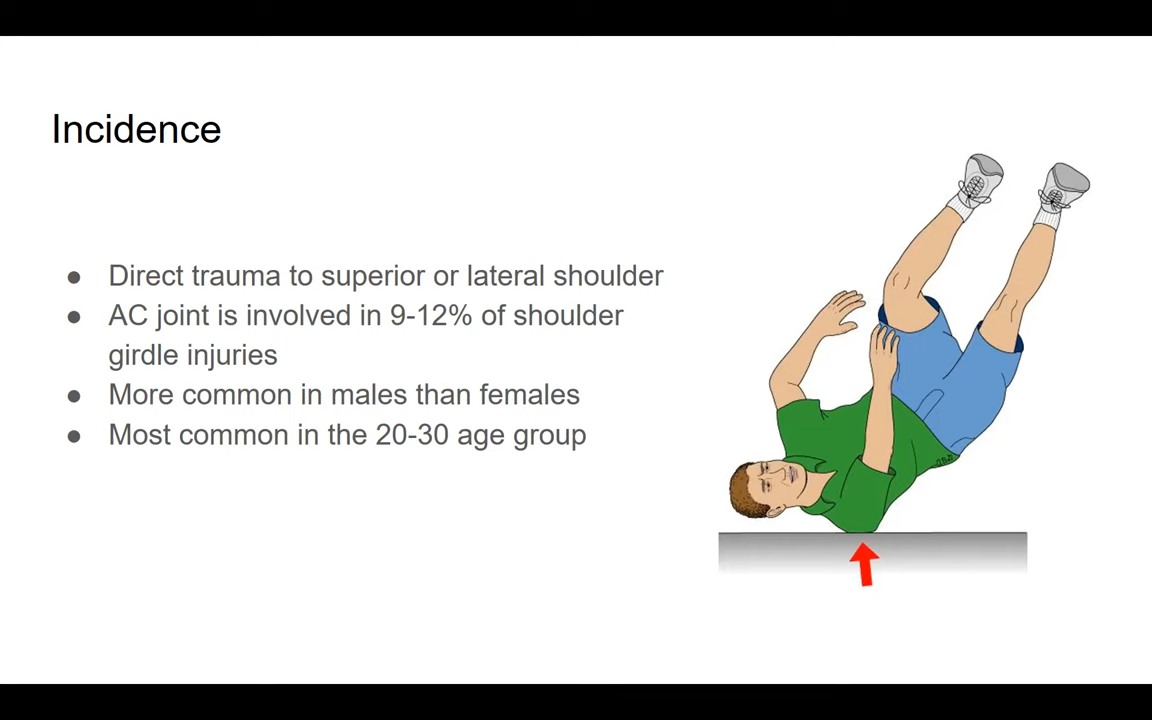 Incidence
● Direct trauma to superior or lateral shoulder
● AC joint is involved in 9-12% of shoulder
girdle injuries
● More common in males than females
● Most common in the 20-30 age group